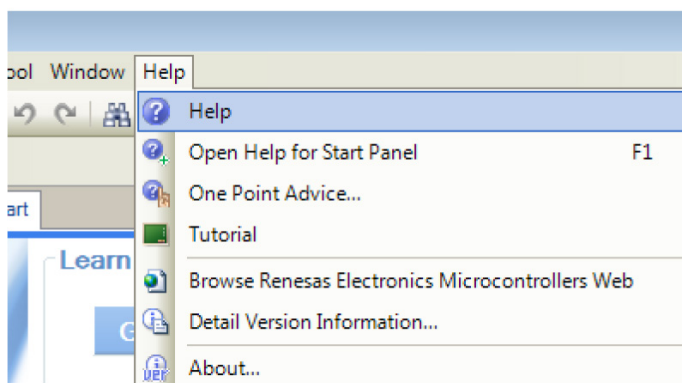 ool Window Help
Help
Open Help for Start Panel F1
One Point Advice...
art
Tutorial
Learn
Browse Renesas Electronics Microcontrollers Web
G
Detail Version Information...
About...